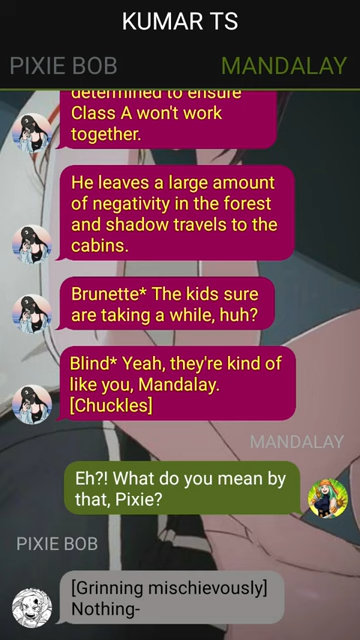 KUMAR TS
PIXIE BOB
MANDALAY
determined to ensure
Class A won't work
together.
He leaves a large amount
of negativity in the forest
and shadow travels to the
cabins.
Brunette* The kids sure
are taking a while, huh?
Blind* Yeah, they're kind of
like you, Mandalay.
[Chuckles]
MANDALAY
Eh?! What do you mean by
that, Pixie?
PIXIE BOB
[Grinning mischievously]
Nothing-